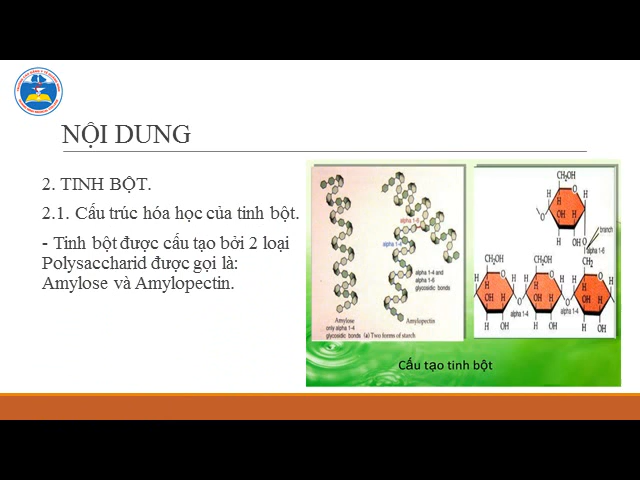 NỘI DUNG
2. TINH BỘT.
2.1. Cấu trúc hóa học của tinh bột.
- Tinh bột được cấu tạo bởi 2 loại
Polysaccharid được gọi là:
Amylose và Amylopectin.
alpha 1-6
alpha 1-4
alpha 1-4 and
alpha 1-6
glycosidic bonds
Amylose
Amylopectin
only alpha 1-4
glycosidic bonds
(a) Two forms of starch
CH₂OH
O
H
H
OH
H
O
H
OH
O
branch
alpha 1-6
CH₂OH
CH₂OH
CH₂
O
O
O
H
H
H
H
OH
H
OH
H
OH
H
O
O
alpha 1-4
alpha 1-4
H
OH
H
OH
H
OH
Cấu tạo tinh bột